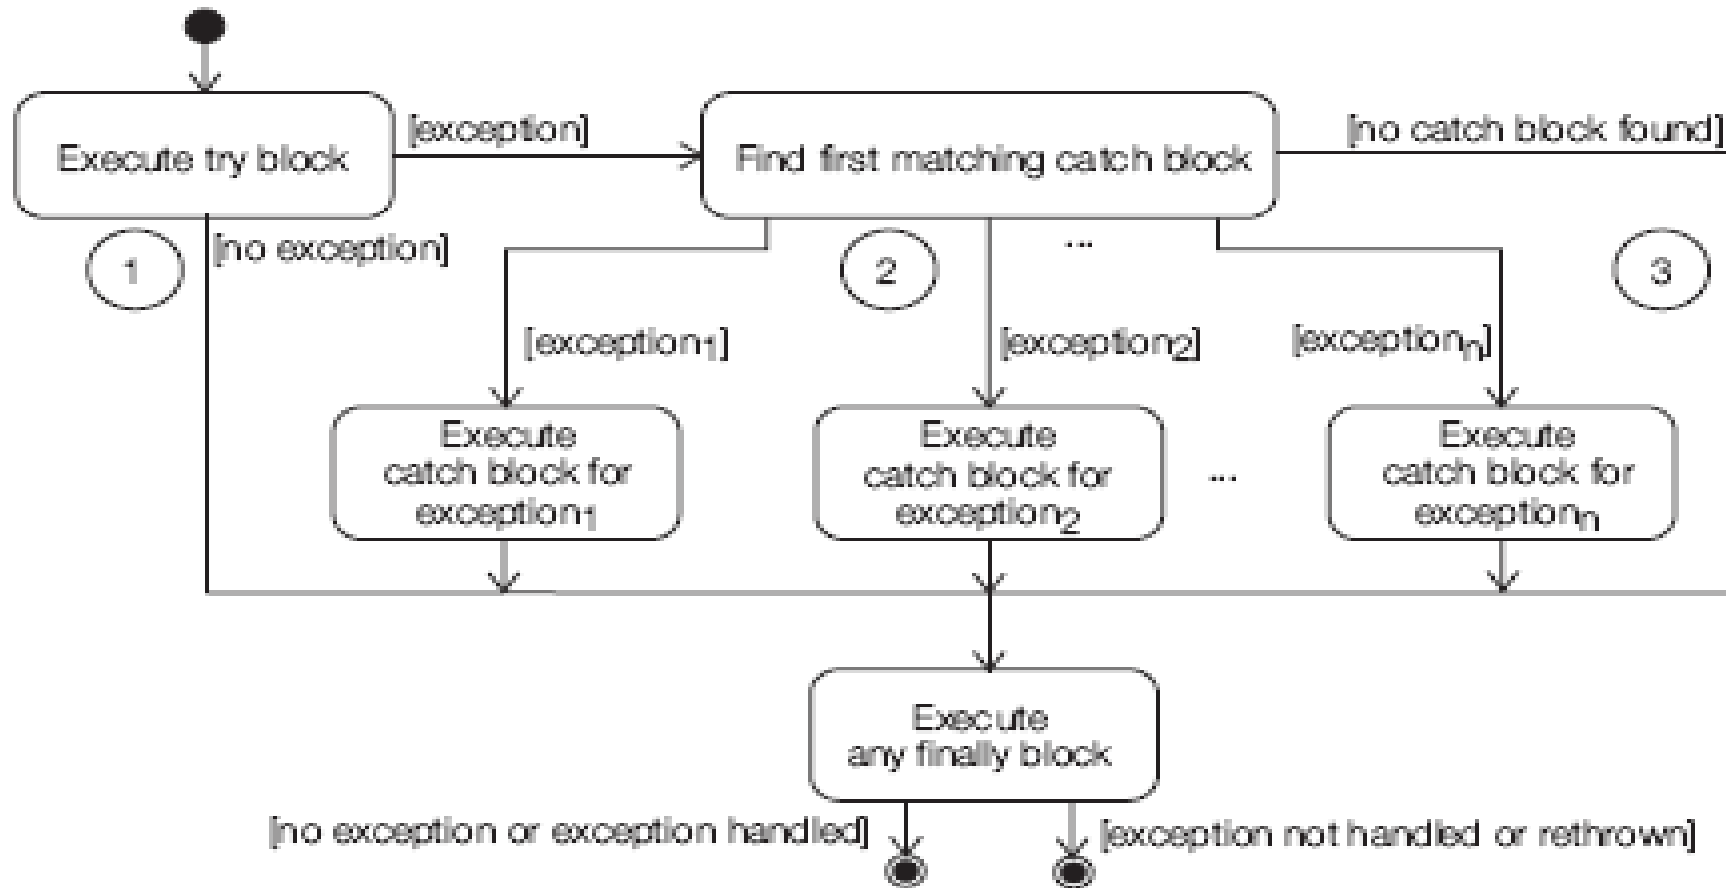 [exception]
[no catch block found]
Execute try block
Find first matching catch block
[no exception]
...
1
2
3
[exception1]
[exception2]
[exceptionn]
Execute
catch block for
exception1
Execute
catch block for
exception2
...
Execute
catch block for
exceptionn
Execute
any finally block
[no exception or exception handled]
[exception not handled or rethrown]